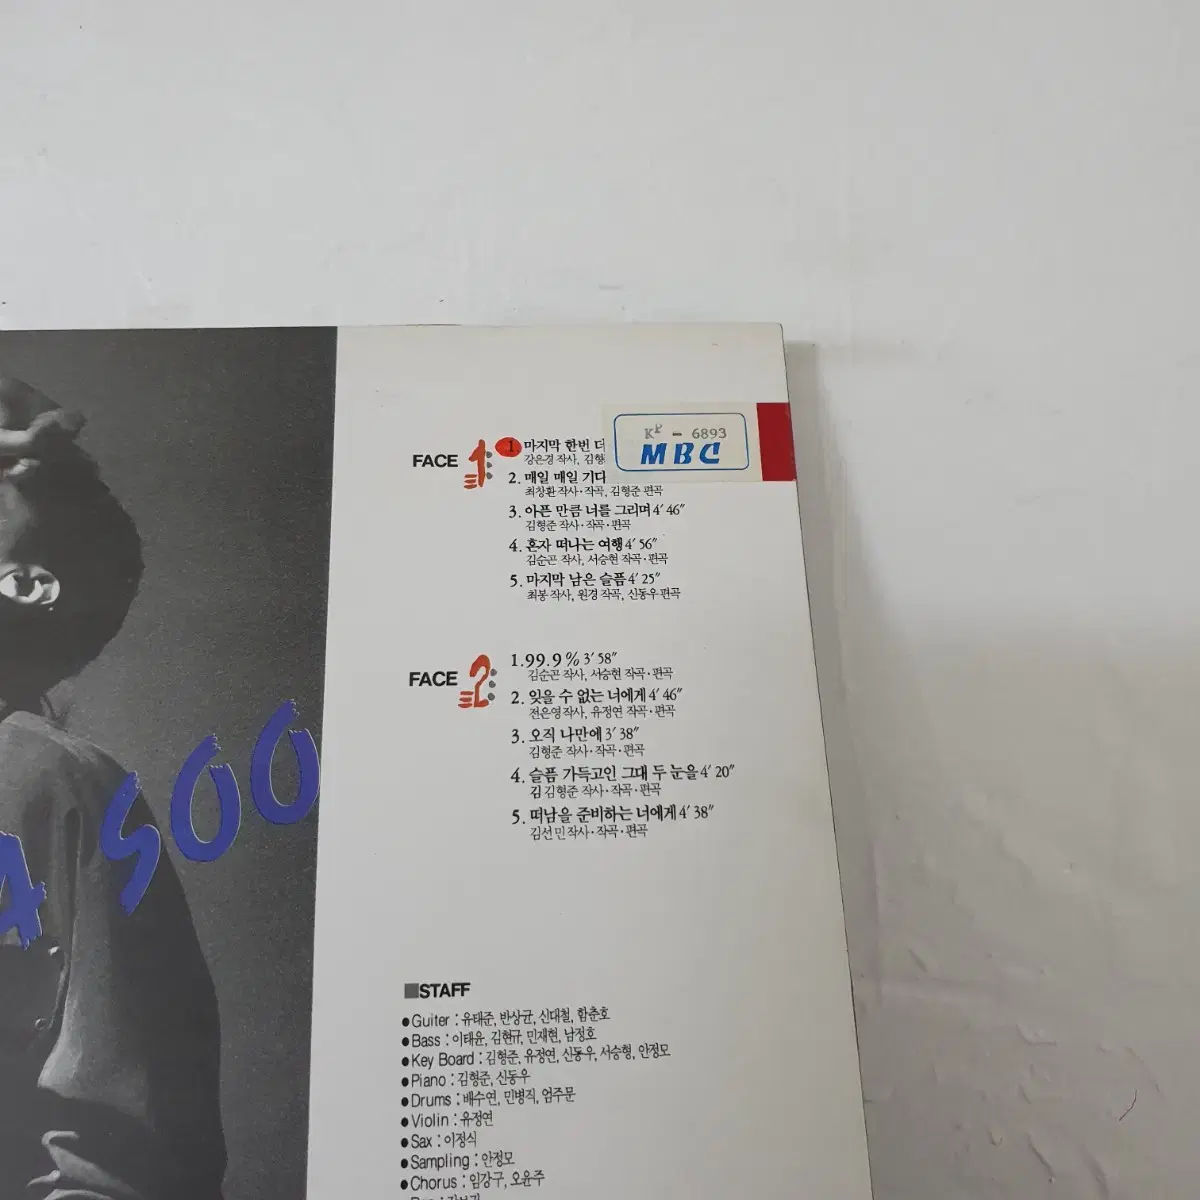 KP - 6893
MBC
FACE 1
1. 마지막 한번 더
강은경 작사, 김형
2. 매일 매일 기다
최창환 작사·작곡, 김형준 편곡
3. 아픈 만큼 너를 그리며 4′ 46″
김형준 작사·작곡·편곡
4. 혼자 떠나는 여행 4′ 56″
김순곤 작사, 서승현 작곡·편곡
5. 마지막 남은 슬픔 4′ 25″
최봉 작사, 원경 작곡, 신동우 편곡
FACE 2
1. 99.9% 3′ 58″
김순곤 작사, 서승현 작곡·편곡
2. 잊을 수 없는 너에게 4′ 46″
전은영 작사, 유정연 작곡·편곡
3. 오직 나만에 3′ 38″
김형준 작사·작곡·편곡
4. 슬픔 가득고인 그대 두 눈을 4′ 20″
김 김형준 작사·작곡·편곡
5. 떠남을 준비하는 너에게 4′ 38″
김선민 작사·작곡·편곡
A SOO
■STAFF
●Guiter : 유태준, 반상균, 신대철, 함춘호
●Bass : 이태윤, 김현규, 민재현, 남정호
●Key Board : 김형준, 유정연, 신동우, 서승형, 안정모
●Piano : 김형준, 신동우
●Drums : 배수연, 민병직, 엄주문
●Violin : 유정연
●Sax : 이정식
●Sampling : 안정모
●Chorus : 임강구, 오윤주